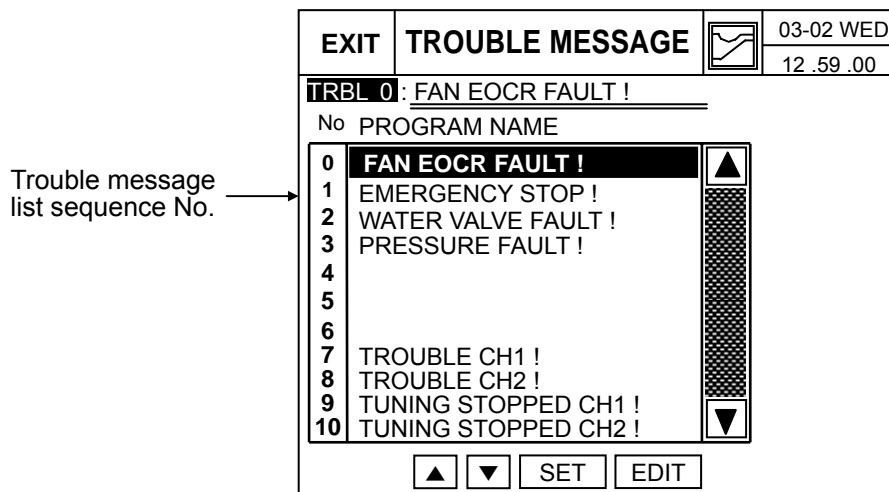 EXIT TROUBLE MESSAGE 03-02 WED
12 .59 .00
TRBL 0 : FAN EOCR FAULT !
No PROGRAM NAME
0 FAN EOCR FAULT !
Trouble message
list sequence No.
1 EMERGENCY STOP !
2 WATER VALVE FAULT !
3 PRESSURE FAULT !
4
5
6
7 TROUBLE CH1 !
8 TROUBLE CH2 !
9 TUNING STOPPED CH1 !
10 TUNING STOPPED CH2 !
▲ ▼ SET EDIT